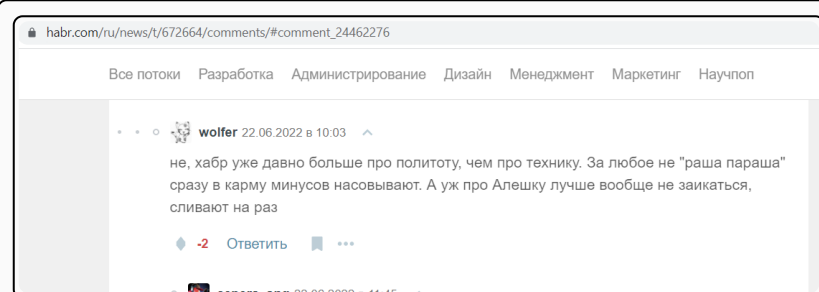 habr.com/ru/news/t/672664/comments/#comment_24462276
Все потоки Разработка Администрирование Дизайн Менеджмент Маркетинг Научпоп
wolfer 22.06.2022 в 10:03
не, хабр уже давно больше про политоту, чем про технику. За любое не "раша параша"
сразу в карму минусов насовывают. А уж про Алешку лучше вообще не заикаться,
сливают на раз
-2 Ответить